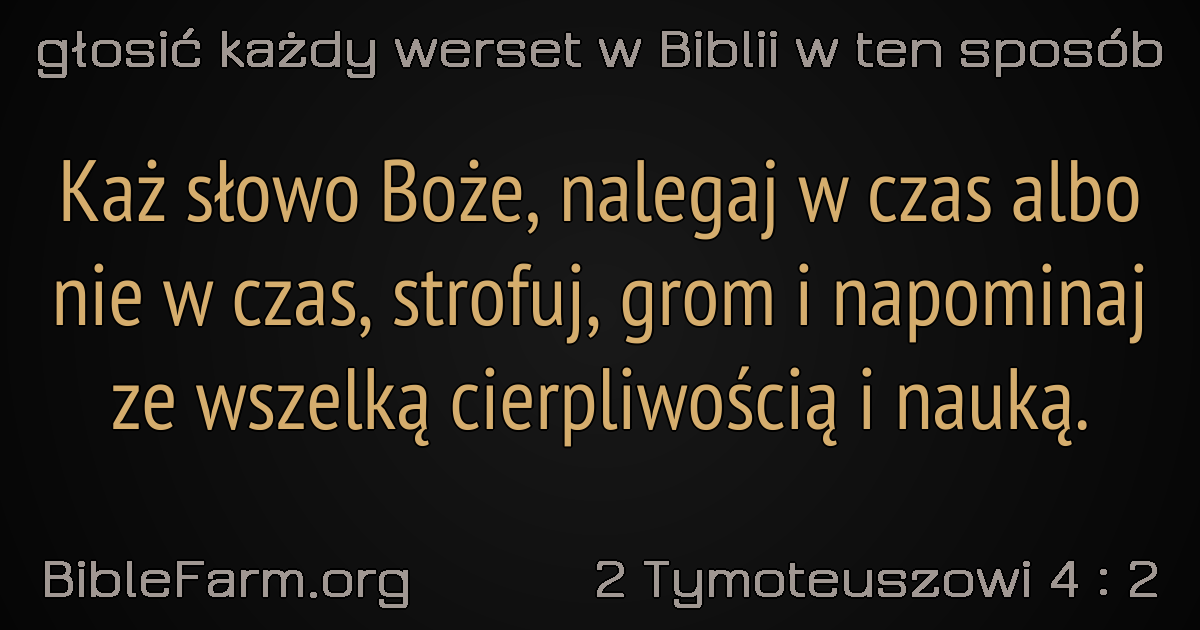 głosić każdy werset w Biblii w ten sposób
Każ słowo Boże, nalegaj w czas albo
nie w czas, strofuj, grom i napominaj
ze wszelką cierpliwością i nauką.
BibleFarm.org
2 Tymoteuszowi 4 : 2